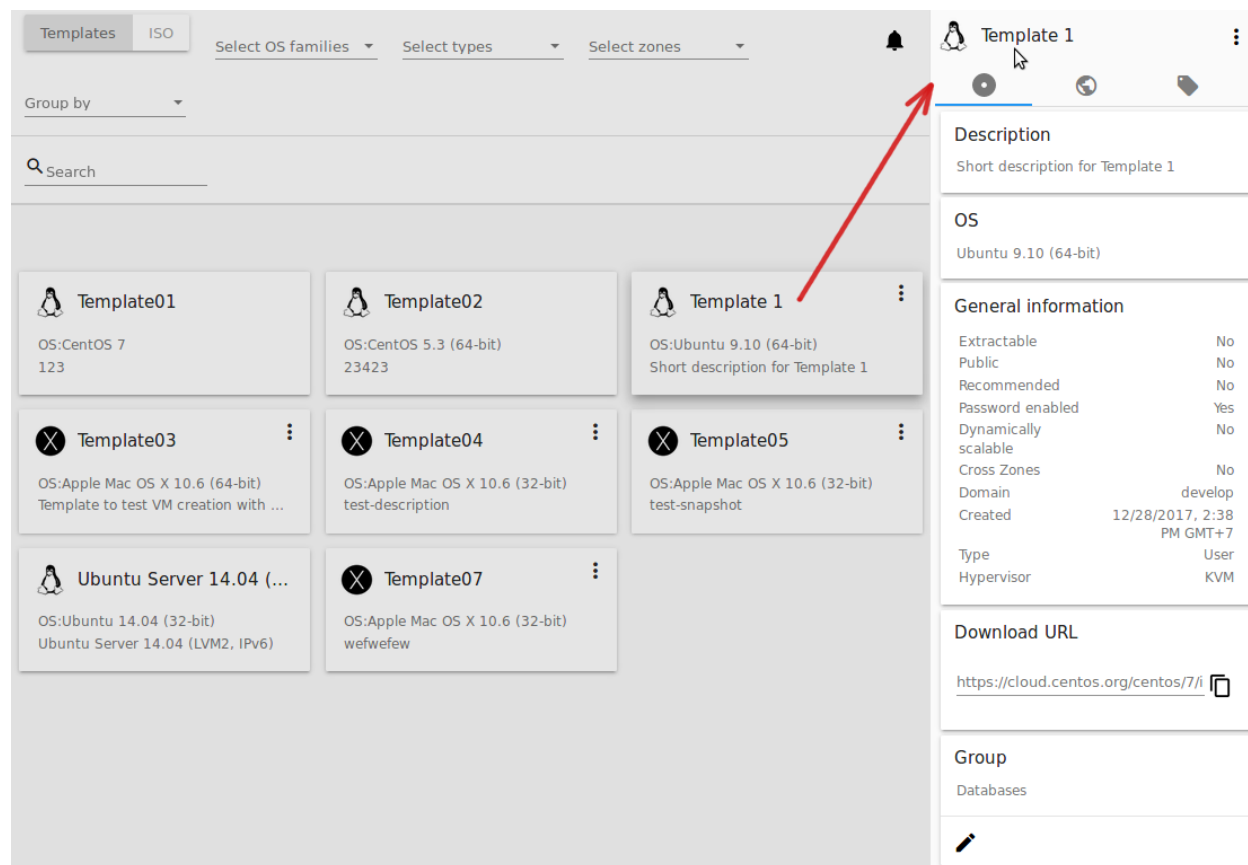 Templates
ISO
Select OS families
Select types
Select zones
Group by
Search
Template01
OS:CentOS 7
123
Template02
OS:CentOS 5.3 (64-bit)
23423
Template 1
OS:Ubuntu 9.10 (64-bit)
Short description for Template 1
Template03
OS:Apple Mac OS X 10.6 (64-bit)
Template to test VM creation with ...
Template04
OS:Apple Mac OS X 10.6 (32-bit)
test-description
Template05
OS:Apple Mac OS X 10.6 (32-bit)
test-snapshot
Ubuntu Server 14.04 (...
OS:Ubuntu 14.04 (32-bit)
Ubuntu Server 14.04 (LVM2, IPv6)
Template07
OS:Apple Mac OS X 10.6 (32-bit)
wefwefew
Template 1
Description
Short description for Template 1
OS
Ubuntu 9.10 (64-bit)
General information
Extractable No
Public No
Recommended No
Password enabled Yes
Dynamically No
scalable
Cross Zones No
Domain develop
Created 12/28/2017, 2:38
PM GMT+7
Type User
Hypervisor KVM
Download URL
https://cloud.centos.org/centos/7/i
Group
Databases